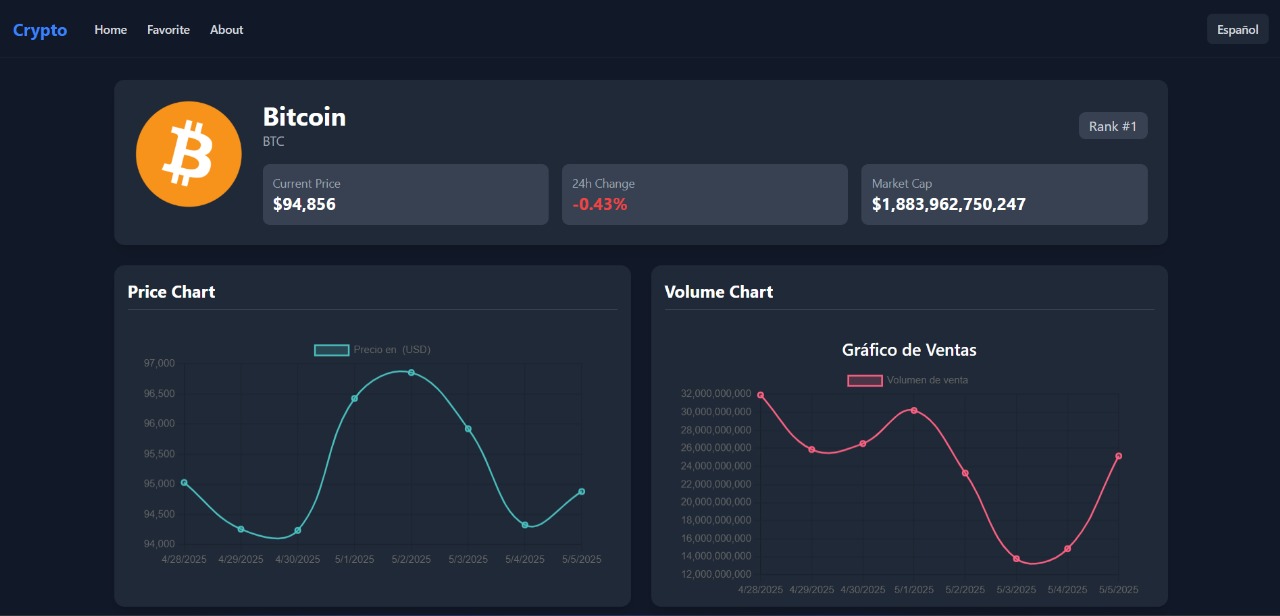 Crypto
Home
Favorite
About
Español
Bitcoin
BTC
Rank #1
Current Price
$94,856
24h Change
-0.43%
Market Cap
$1,883,962,750,247
Price Chart
Precio en (USD)
97,000
96,500
96,000
95,500
95,000
94,500
94,000
4/28/2025 4/29/2025 4/30/2025 5/1/2025 5/2/2025 5/3/2025 5/4/2025 5/5/2025
Volume Chart
Gráfico de Ventas
Volumen de venta
32,000,000,000
30,000,000,000
28,000,000,000
26,000,000,000
24,000,000,000
22,000,000,000
20,000,000,000
18,000,000,000
16,000,000,000
14,000,000,000
12,000,000,000
4/28/2025 4/29/2025 4/30/2025 5/1/2025 5/2/2025 5/3/2025 5/4/2025 5/5/2025